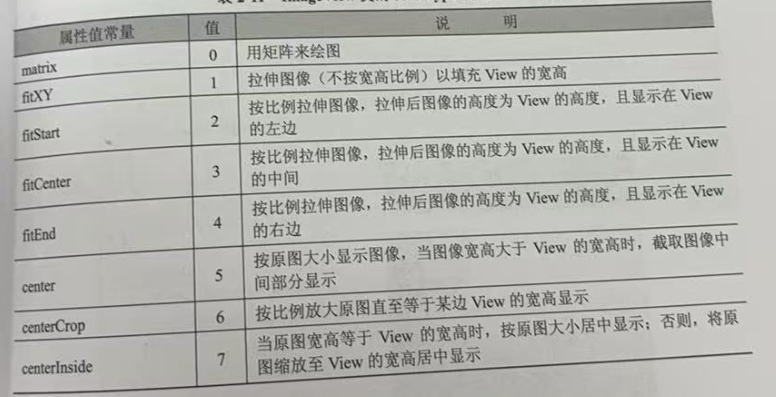 属性值常量 值 说 明
matrix 0 用矩阵来绘图
fitXY 1 拉伸图像（不按宽高比例）以填充 View 的宽高
fitStart 2 按比例拉伸图像，拉伸后图像的高度为 View 的高度，且显示在 View
的左边
fitCenter 3 按比例拉伸图像，拉伸后图像的高度为 View 的高度，且显示在 View
的中间
fitEnd 4 按比例拉伸图像，拉伸后图像的高度为 View 的高度，且显示在 View
的右边
center 5 按原图大小显示图像，当图像宽高大于 View 的宽高时，截取图像中
间部分显示
centerCrop 6 按比例放大原图直至等于某边 View 的宽高显示
centerInside 7 当原图宽高等于 View 的宽高时，按原图大小居中显示；否则，将原
图缩放至 View 的宽高居中显示